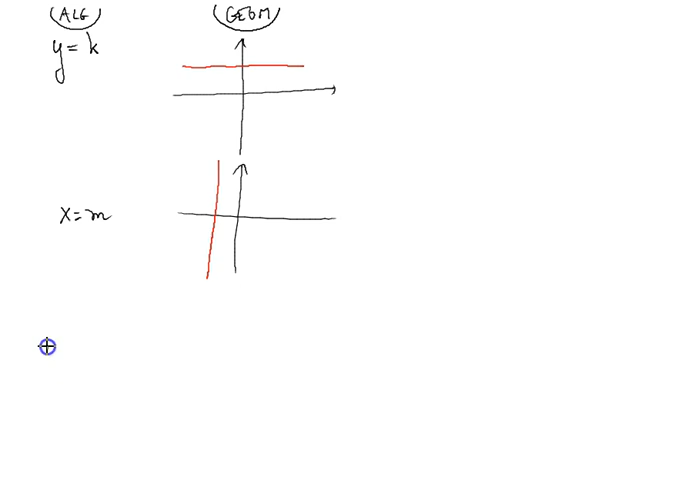 ALG GEOM
y = k
x = m